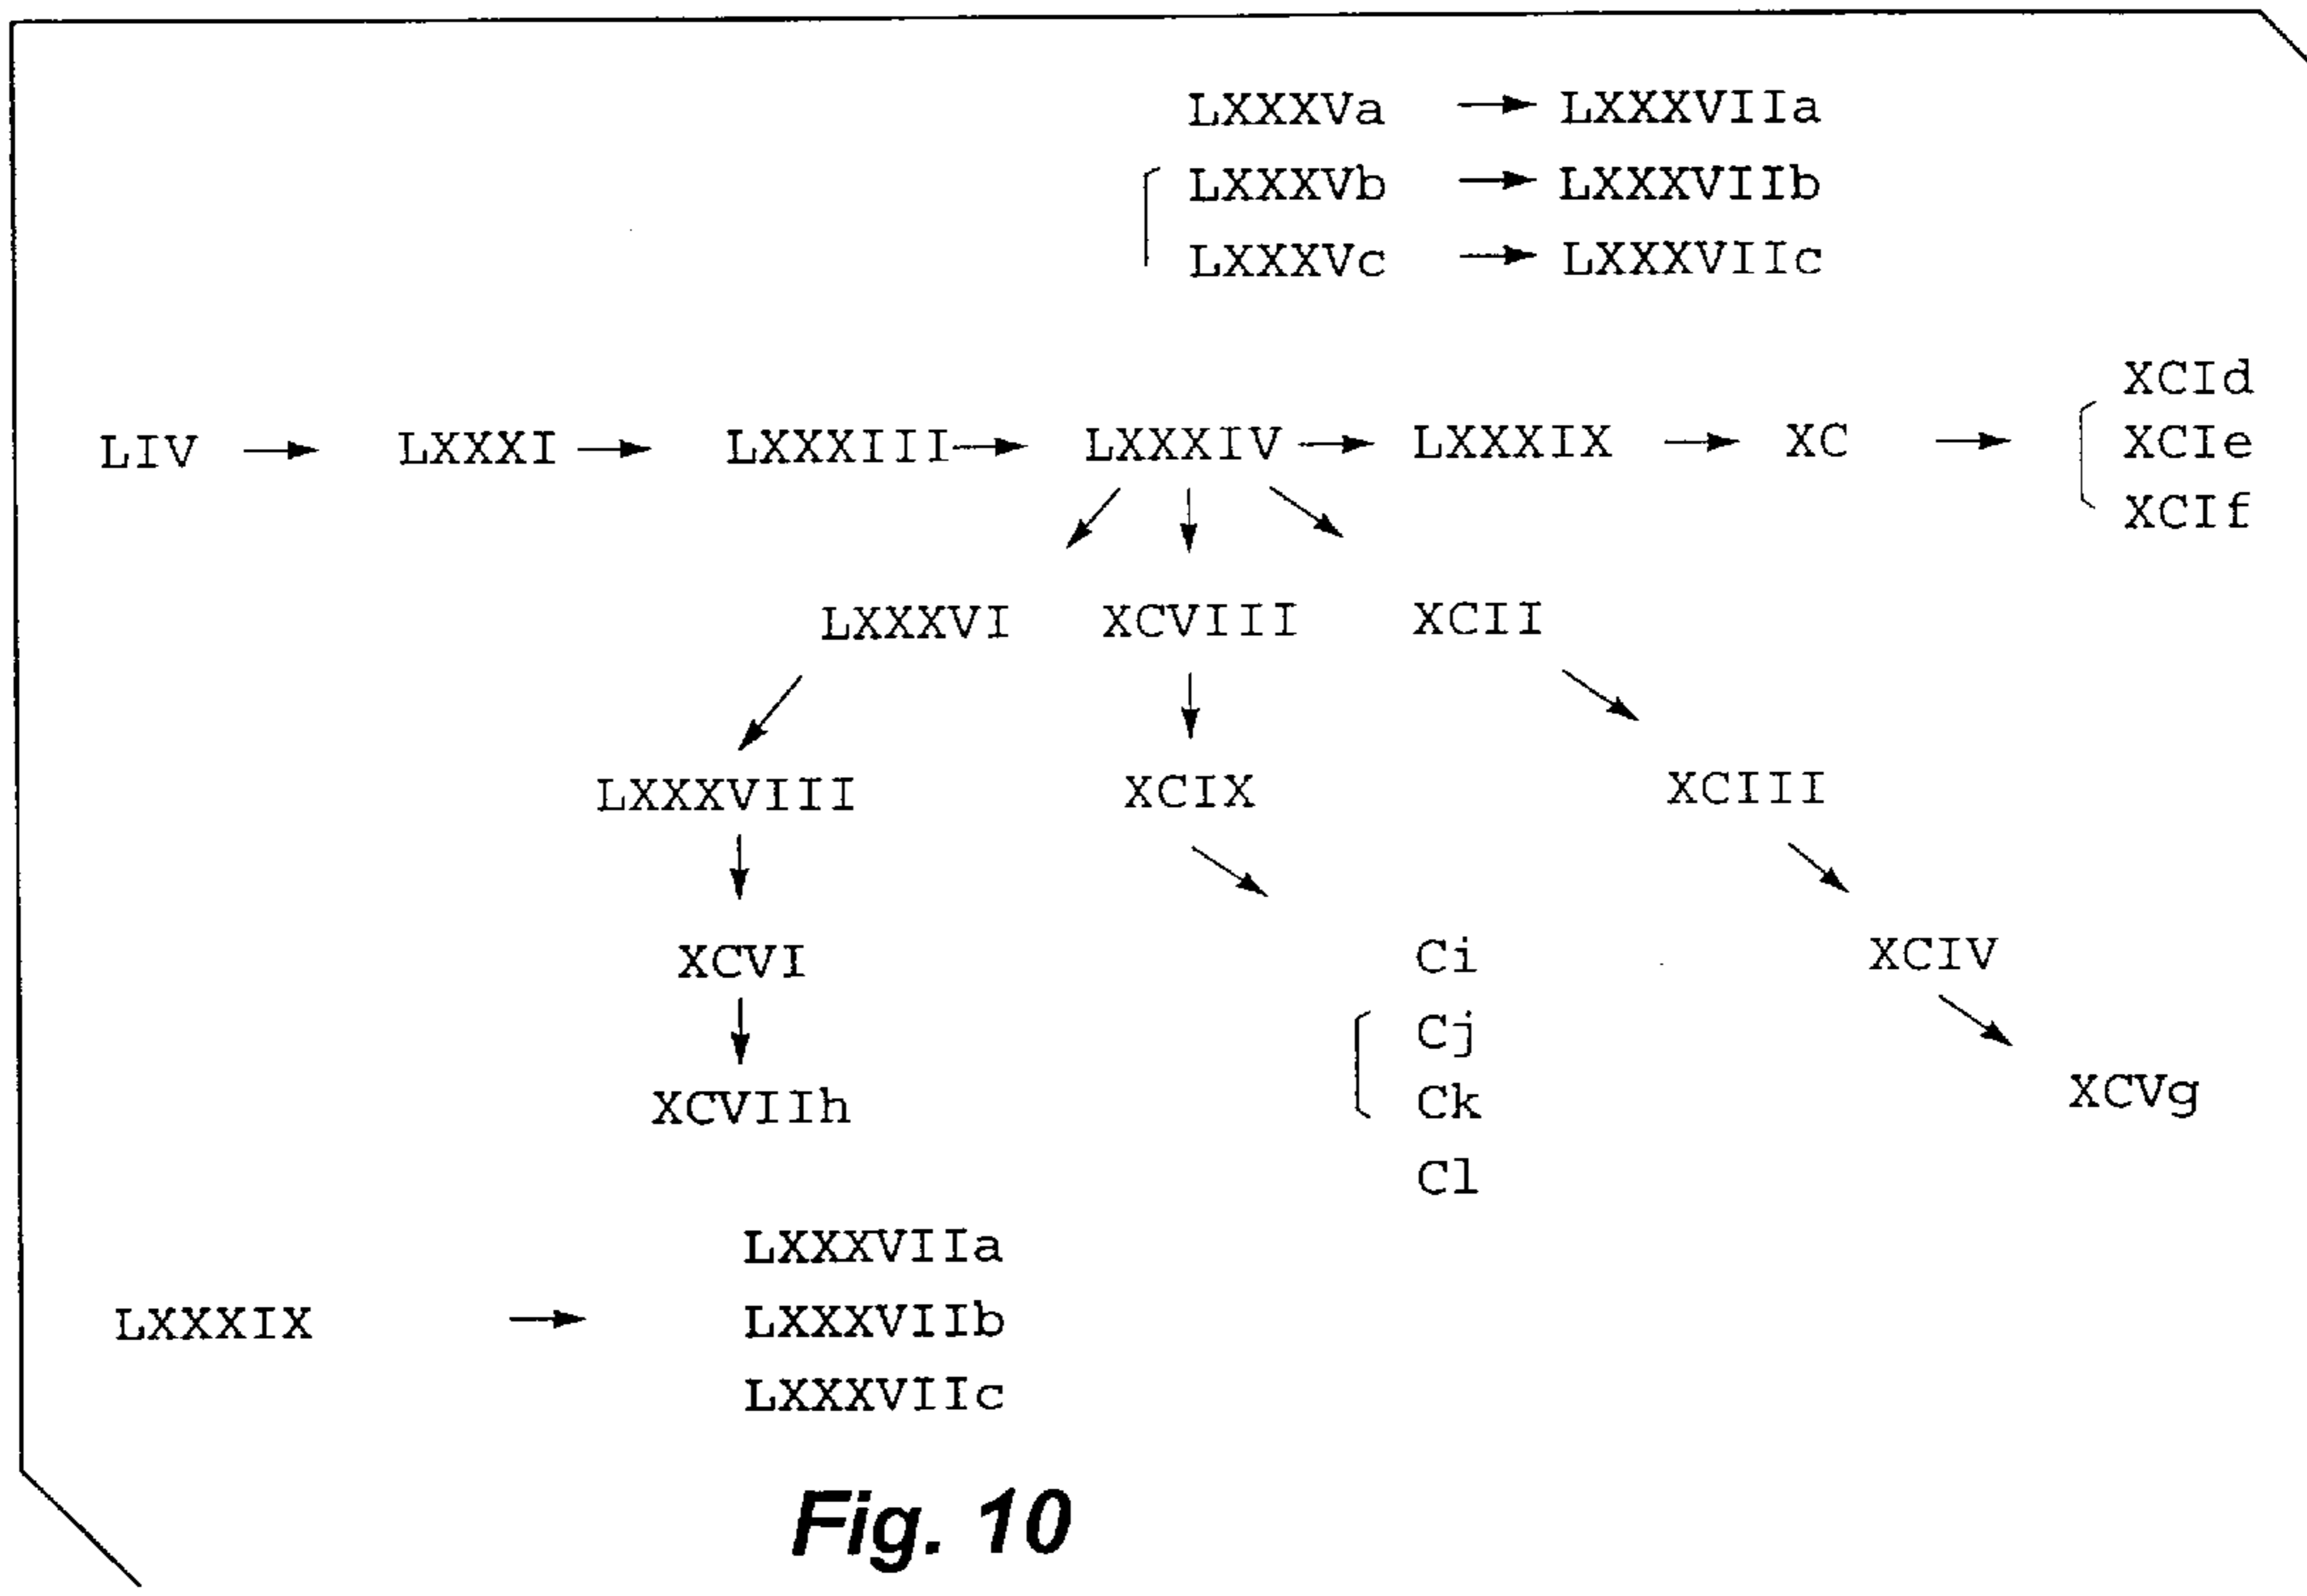 LXXXVa → LXXXVIIa
LXXXVb → LXXXVIIb
LXXXVc → LXXXVIIc
XCId
LIV → LXXXI → LXXXIII → LXXXIV → LXXXIX → XC → XCIe
XCIf
LXXXVI XCVIII XCII
LXXXVIII XCIX XCIII
XCVI Ci XCIV
Cj
XCVIIh Ck XCVg
Cl
LXXXVIIa
LXXXIX → LXXXVIIb
LXXXVIIc
Fig. 10